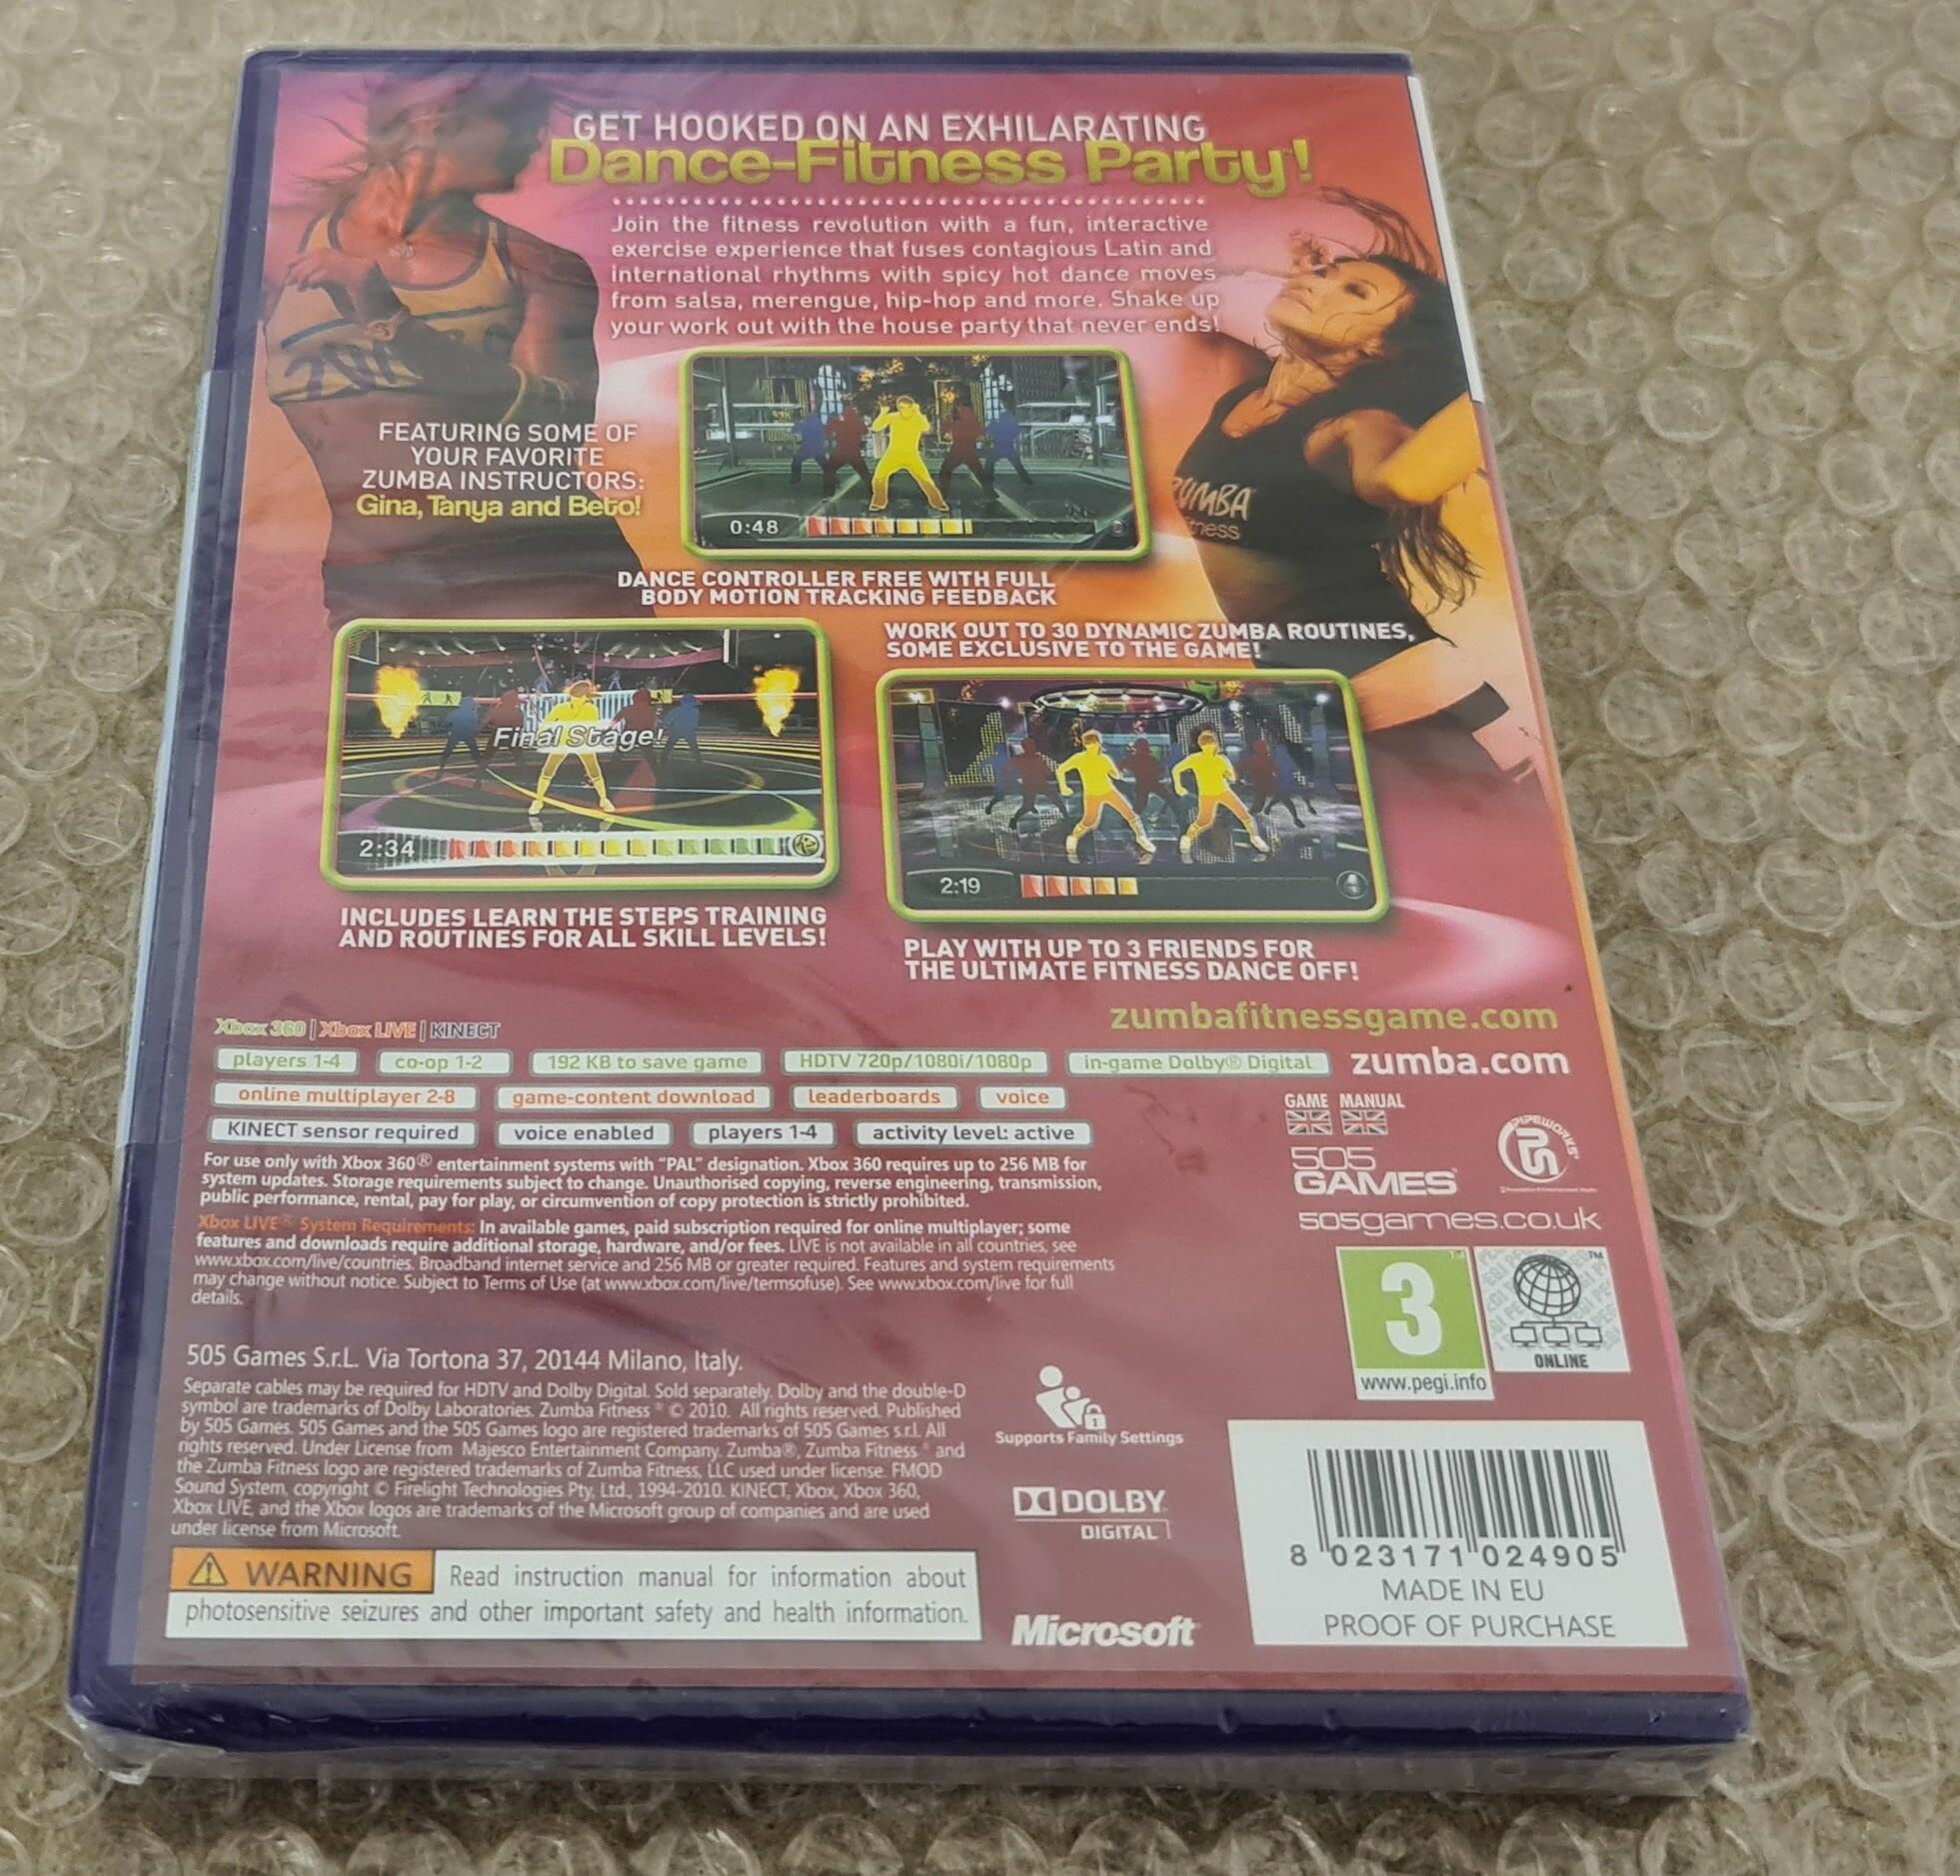 GET HOOKED ON AN EXHILARATING
Dance-Fitness Party!
Join the fitness revolution with a fun, interactive
exercise experience that fuses contagious Latin and
international rhythms with spicy hot dance moves
from salsa, merengue, hip-hop and more. Shake up
your work out with the house party that never ends!
FEATURING SOME OF
YOUR FAVORITE
ZUMBA INSTRUCTORS:
Gina, Tanya and Beto!
0:48
ZUMBA
fitness
DANCE CONTROLLER FREE WITH FULL
BODY MOTION TRACKING FEEDBACK
WORK OUT TO 30 DYNAMIC ZUMBA ROUTINES,
SOME EXCLUSIVE TO THE GAME!
Final Stage!
2:34
2:19
INCLUDES LEARN THE STEPS TRAINING
AND ROUTINES FOR ALL SKILL LEVELS!
PLAY WITH UP TO 3 FRIENDS FOR
THE ULTIMATE FITNESS DANCE OFF!
zumbafitnessgame.com
zumba.com
Xbox 360 | Xbox LIVE | KINECT
players 1-4 co-op 1-2 192 KB to save game HDTV 720p/1080i/1080p in-game Dolby® Digital
online multiplayer 2-8 game-content download leaderboards voice
KINECT sensor required voice enabled players 1-4 activity level: active
GAME MANUAL
For use only with Xbox 360® entertainment systems with "PAL" designation. Xbox 360 requires up to 256 MB for
system updates. Storage requirements subject to change. Unauthorised copying, reverse engineering, transmission,
public performance, rental, pay for play, or circumvention of copy protection is strictly prohibited.
Xbox LIVE® System Requirements: In available games, paid subscription required for online multiplayer; some
features and downloads require additional storage, hardware, and/or fees. LIVE is not available in all countries, see
www.xbox.com/live/countries. Broadband internet service and 256 MB or greater required. Features and system requirements
may change without notice. Subject to Terms of Use (at www.xbox.com/live/termsofuse). See www.xbox.com/live for full
details.
505
GAMES
PIPEWORKS
505games.co.uk
3
www.pegi.info
ONLINE
505 Games S.r.L. Via Tortona 37, 20144 Milano, Italy.
Separate cables may be required for HDTV and Dolby Digital. Sold separately. Dolby and the double-D
symbol are trademarks of Dolby Laboratories. Zumba Fitness ® © 2010. All rights reserved. Published
by 505 Games. 505 Games and the 505 Games logo are registered trademarks of 505 Games s.r.l. All
rights reserved. Under License from Majesco Entertainment Company. Zumba®, Zumba Fitness ® and
the Zumba Fitness logo are registered trademarks of Zumba Fitness, LLC used under license. FMOD
Sound System, copyright © Firelight Technologies Pty, Ltd., 1994-2010. KINECT, Xbox, Xbox 360,
Xbox LIVE, and the Xbox logos are trademarks of the Microsoft group of companies and are used
under license from Microsoft.
Supports Family Settings
DOLBY
DIGITAL
Microsoft
WARNING Read instruction manual for information about
photosensitive seizures and other important safety and health information.
8 023171 024905
MADE IN EU
PROOF OF PURCHASE